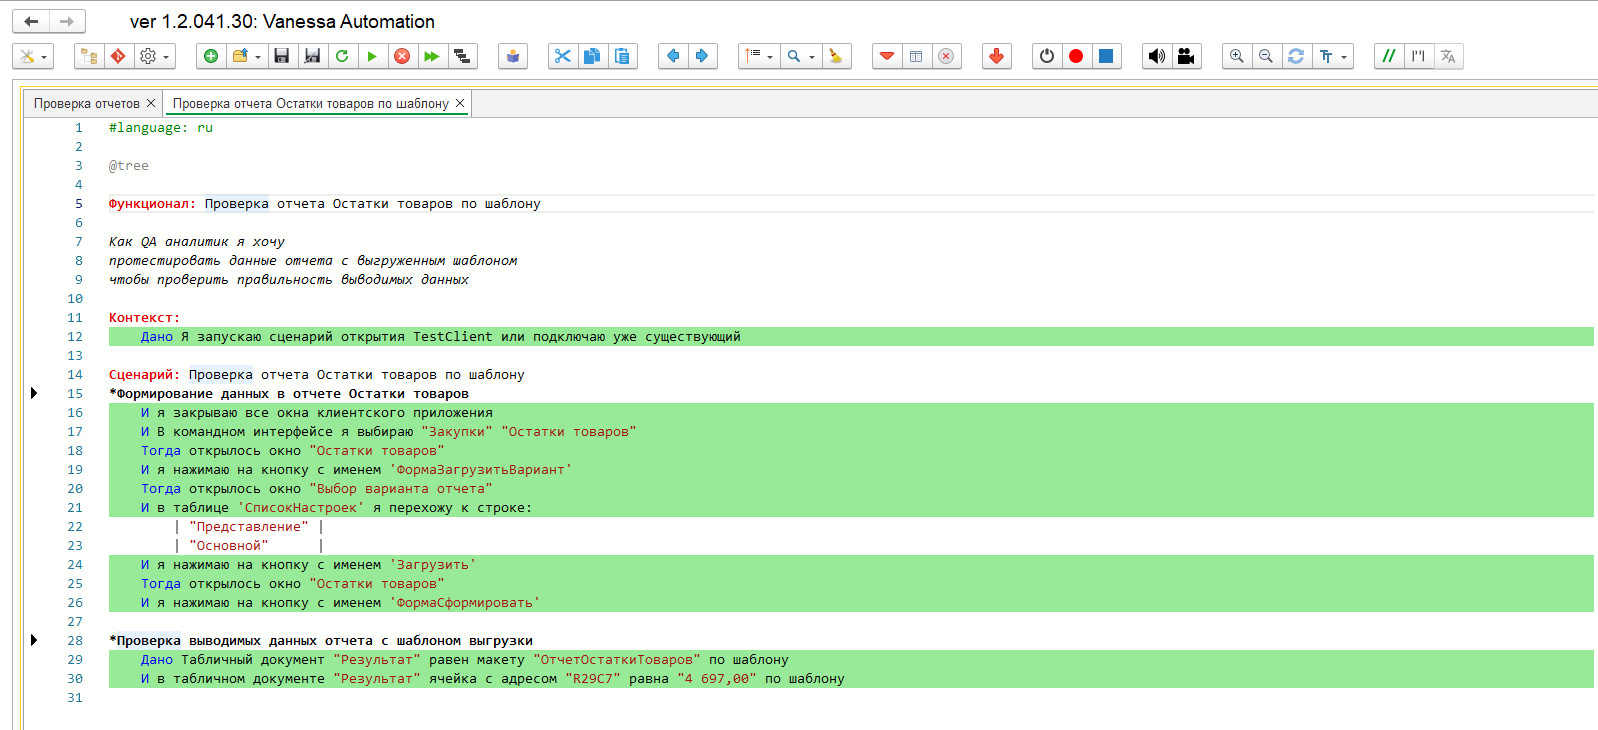 ver 1.2.041.30: Vanessa Automation
Проверка отчетов
Проверка отчета Остатки товаров по шаблону
1 #language: ru
2
3 @tree
4
5 Функционал: Проверка отчета Остатки товаров по шаблону
6
7 Как QA аналитик я хочу
8 протестировать данные отчета с выгруженным шаблоном
9 чтобы проверить правильность выводимых данных
10
11 Контекст:
12 Дано Я запускаю сценарий открытия TestClient или подключаю уже существующий
13
14 Сценарий: Проверка отчета Остатки товаров по шаблону
15 *Формирование данных в отчете Остатки товаров
16 И я закрываю все окна клиентского приложения
17 И В командном интерфейсе я выбираю "Закупки" "Остатки товаров"
18 Тогда открылось окно "Остатки товаров"
19 И я нажимаю на кнопку с именем 'ФормаЗагрузитьВариант'
20 Тогда открылось окно "Выбор варианта отчета"
21 И в таблице 'СписокНастроек' я перехожу к строке:
22 | "Представление" |
23 | "Основной" |
24 И я нажимаю на кнопку с именем 'Загрузить'
25 Тогда открылось окно "Остатки товаров"
26 И я нажимаю на кнопку с именем 'ФормаСформировать'
27
28 *Проверка выводимых данных отчета с шаблоном выгрузки
29 Дано Табличный документ "Результат" равен макету "ОтчетОстаткиТоваров" по шаблону
30 И в табличном документе "Результат" ячейка с адресом "R29C7" равна "4 697,00" по шаблону
31